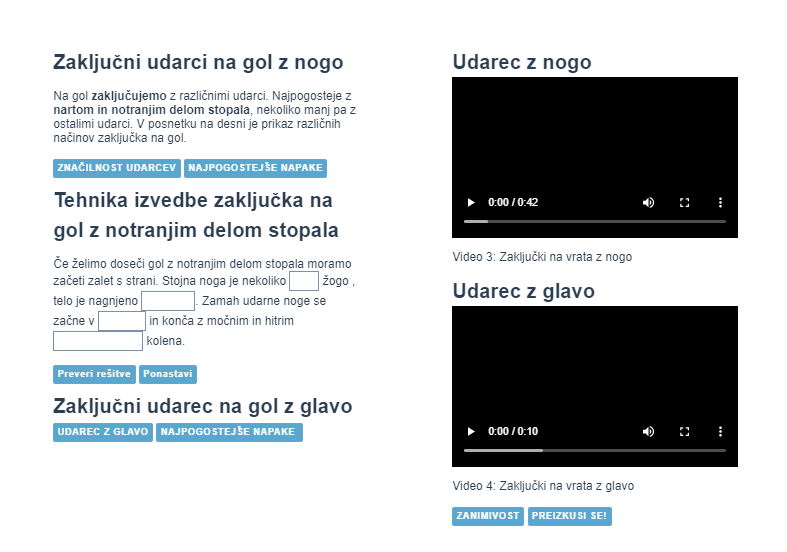 Zaključni udarci na gol z nogo
Na gol zaključujemo z različnimi udarci. Najpogosteje z
nartom in notranjim delom stopala, nekoliko manj pa z
ostalimi udarci. V posnetku na desni je prikaz različnih
načinov zaključka na gol.
ZNAČILNOST UDARCEV NAJPOGOSTEJŠE NAPAKE
Tehnika izvedbe zaključka na
gol z notranjim delom stopala
Če želimo doseči gol z notranjim delom stopala moramo
začeti zalet s strani. Stojna noga je nekoliko žogo ,
telo je nagnjeno . Zamah udarne noge se
začne v in konča z močnim in hitrim
kolena.
Preveri rešitve Ponastavi
Zaključni udarec na gol z glavo
UDAREC Z GLAVO NAJPOGOSTEJŠE NAPAKE
Udarec z nogo
0:00 / 0:42
Video 3: Zaključki na vrata z nogo
Udarec z glavo
0:00 / 0:10
Video 4: Zaključki na vrata z glavo
ZANIMIVOST PREIZKUSI SE!